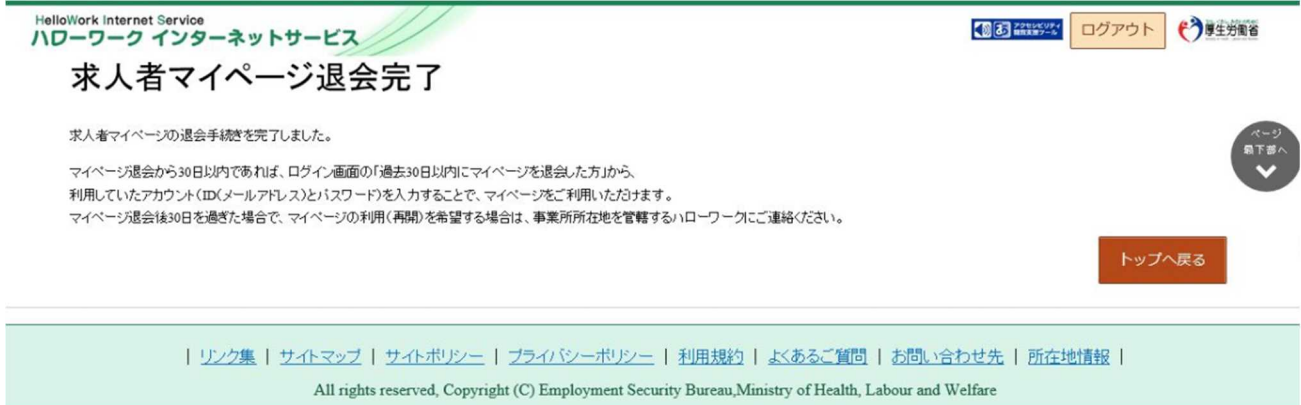 HelloWork Internet Service
ハローワーク インターネットサービス
アクセシビリティ
閲覧支援ツール
ログアウト
厚生労働省
求人者マイページ退会完了
求人者マイページの退会手続きを完了しました。
ページ
最下部へ
マイページ退会から30日以内であれば、ログイン画面の「過去30日以内にマイページを退会した方」から、
利用していたアカウント(ID(メールアドレス)とパスワード)を入力することで、マイページをご利用いただけます。
マイページ退会後30日を過ぎた場合で、マイページの利用(再開)を希望する場合は、事業所所在地を管轄するハローワークにご連絡ください。
トップへ戻る
| リンク集 | サイトマップ | サイトポリシー | プライバシーポリシー | 利用規約 | よくあるご質問 | お問い合わせ先 | 所在地情報 |
All rights reserved, Copyright (C) Employment Security Bureau,Ministry of Health, Labour and Welfare